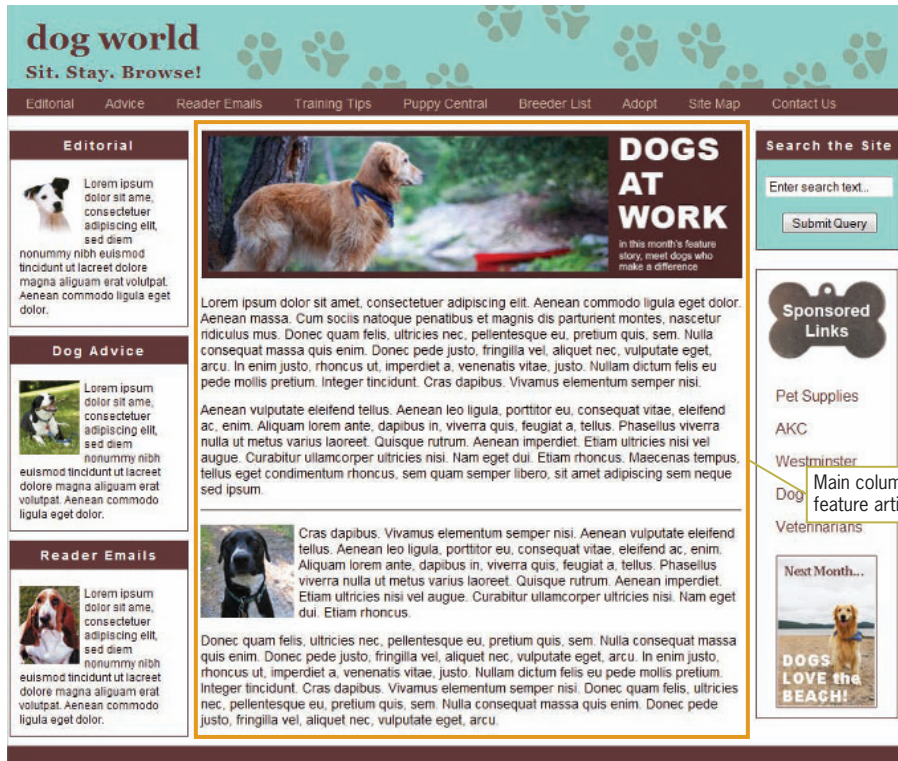 dog world
Sit. Stay. Browse!
Editorial Advice Reader Emails Training Tips Puppy Central Breeder List Adopt Site Map Contact Us
Editorial
Lorem ipsum
dolor sit ame,
consectetuer
adipiscing elit,
sed diem
nonummy nibh euismod
tincidunt ut lacreet dolore
magna aliguam erat volutpat.
Aenean commodo ligula eget
dolor.
Dog Advice
Lorem ipsum
dolor sit ame,
consectetuer
adipiscing elit,
sed diem
nonummy nibh
euismod tincidunt ut lacreet
dolore magna aliguam erat
volutpat. Aenean commodo
ligula eget dolor.
Reader Emails
Lorem ipsum
dolor sit ame,
consectetuer
adipiscing elit,
sed diem
nonummy nibh
euismod tincidunt ut lacreet
dolore magna aliguam erat
volutpat. Aenean commodo
ligula eget dolor.
DOGS
AT
WORK
in this month's feature
story, meet dogs who
make a difference
Lorem ipsum dolor sit amet, consectetuer adipiscing elit. Aenean commodo ligula eget dolor.
Aenean massa. Cum sociis natoque penatibus et magnis dis parturient montes, nascetur
ridiculus mus. Donec quam felis, ultricies nec, pellentesque eu, pretium quis, sem. Nulla
consequat massa quis enim. Donec pede justo, fringilla vel, aliquet nec, vulputate eget,
arcu. In enim justo, rhoncus ut, imperdiet a, venenatis vitae, justo. Nullam dictum felis eu
pede mollis pretium. Integer tincidunt. Cras dapibus. Vivamus elementum semper nisi.
Aenean vulputate eleifend tellus. Aenean leo ligula, porttitor eu, consequat vitae, eleifend
ac, enim. Aliquam lorem ante, dapibus in, viverra quis, feugiat a, tellus. Phasellus viverra
nulla ut metus varius laoreet. Quisque rutrum. Aenean imperdiet. Etiam ultricies nisi vel
augue. Curabitur ullamcorper ultricies nisi. Nam eget dui. Etiam rhoncus. Maecenas tempus,
tellus eget condimentum rhoncus, sem quam semper libero, sit amet adipiscing sem neque
sed ipsum.
Cras dapibus. Vivamus elementum semper nisi. Aenean vulputate eleifend
tellus. Aenean leo ligula, porttitor eu, consequat vitae, eleifend ac, enim.
Aliquam lorem ante, dapibus in, viverra quis, feugiat a, tellus. Phasellus
viverra nulla ut metus varius laoreet. Quisque rutrum. Aenean imperdiet.
Etiam ultricies nisi vel augue. Curabitur ullamcorper ultricies nisi. Nam eget
dui. Etiam rhoncus.
Donec quam felis, ultricies nec, pellentesque eu, pretium quis, sem. Nulla consequat massa
quis enim. Donec pede justo, fringilla vel, aliquet nec, vulputate eget, arcu. In enim justo,
rhoncus ut, imperdiet a, venenatis vitae, justo. Nullam dictum felis eu pede mollis pretium.
Integer tincidunt. Cras dapibus. Vivamus elementum semper nisi. Donec quam felis, ultricies
nec, pellentesque eu, pretium quis, sem. Nulla consequat massa quis enim. Donec pede
justo, fringilla vel, aliquet nec, vulputate eget, arcu.
Search the Site
Enter search text...
Submit Query
Sponsored
Links
Pet Supplies
AKC
Westminster
Dog
Veterinarians
Main colum
feature arti
Next Month...
DOGS
LOVE the
BEACH!